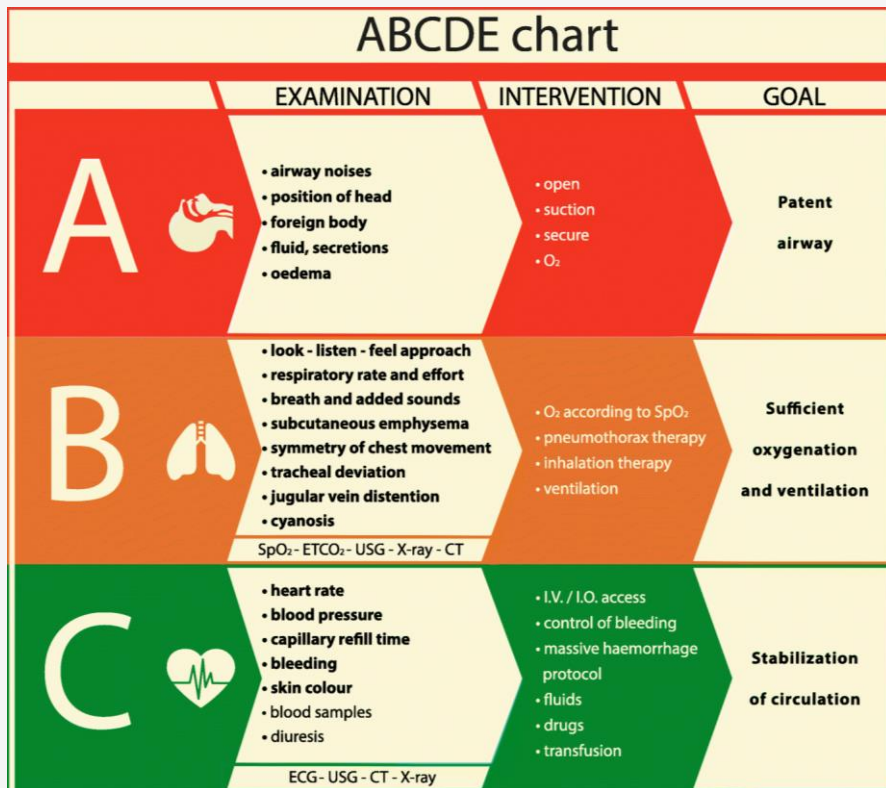 ABCDE chart
EXAMINATION INTERVENTION GOAL
A
• airway noises
• position of head
• foreign body
• fluid, secretions
• oedema
• open
• suction
• secure
• O₂
Patent
airway
B
• look - listen - feel approach
• respiratory rate and effort
• breath and added sounds
• subcutaneous emphysema
• symmetry of chest movement
• tracheal deviation
• jugular vein distention
• cyanosis
SpO₂ - ETCO₂ - USG - X-ray - CT
• O₂ according to SpO₂
• pneumothorax therapy
• inhalation therapy
• ventilation
Sufficient
oxygenation
and ventilation
C
• heart rate
• blood pressure
• capillary refill time
• bleeding
• skin colour
• blood samples
• diuresis
ECG - USG - CT - X-ray
• I.V. / I.O. access
• control of bleeding
• massive haemorrhage
protocol
• fluids
• drugs
• transfusion
Stabilization
of circulation